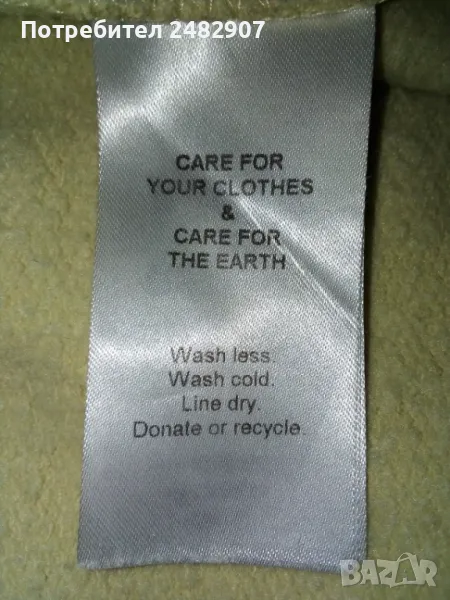 Потребител 2482907
CARE FOR
YOUR CLOTHES
&
CARE FOR
THE EARTH
Wash less.
Wash cold.
Line dry.
Donate or recycle.
BAZAR